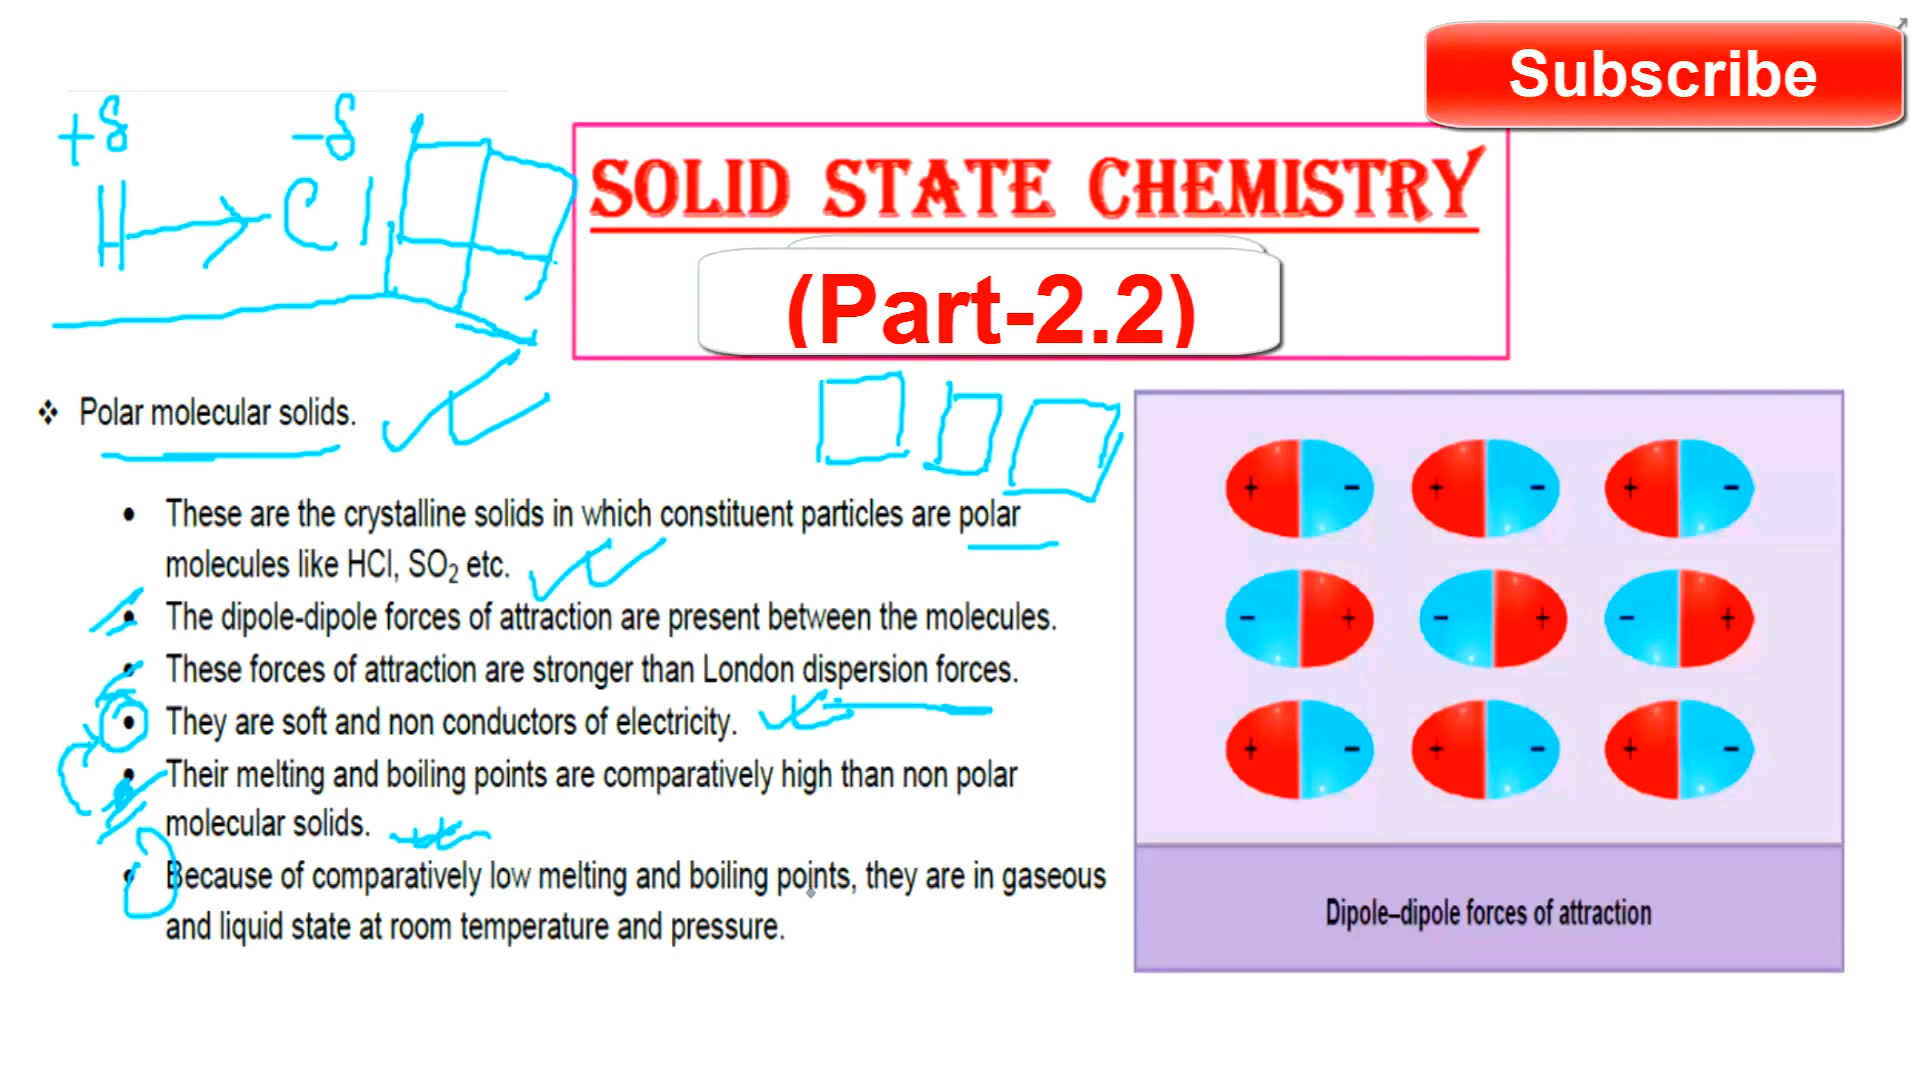 Subscribe
+δ -δ
H → Cl
SOLID STATE CHEMISTRY
(Part-2.2)
❖ Polar molecular solids.
• These are the crystalline solids in which constituent particles are polar
molecules like HCl, SO₂ etc.
• The dipole-dipole forces of attraction are present between the molecules.
• These forces of attraction are stronger than London dispersion forces.
• They are soft and non conductors of electricity.
• Their melting and boiling points are comparatively high than non polar
molecular solids.
• Because of comparatively low melting and boiling points, they are in gaseous
and liquid state at room temperature and pressure.
+ - + - + -
- + - + - +
+ - + - + -
Dipole–dipole forces of attraction